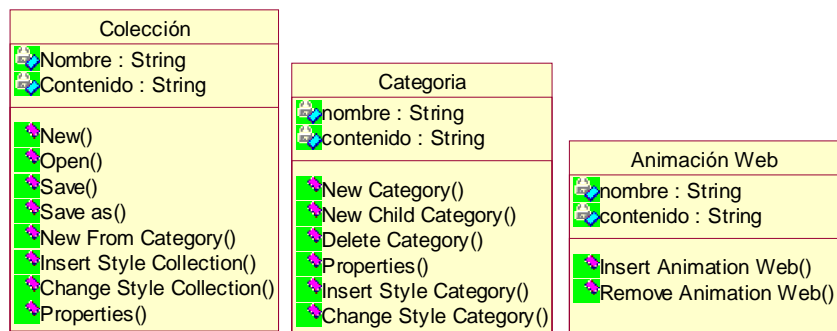 Colección
Nombre : String
Contenido : String
New()
Open()
Save()
Save as()
New From Category()
Insert Style Collection()
Change Style Collection()
Properties()
Categoria
nombre : String
contenido : String
New Category()
New Child Category()
Delete Category()
Properties()
Insert Style Category()
Change Style Category()
Animación Web
nombre : String
contenido : String
Insert Animation Web()
Remove Animation Web()